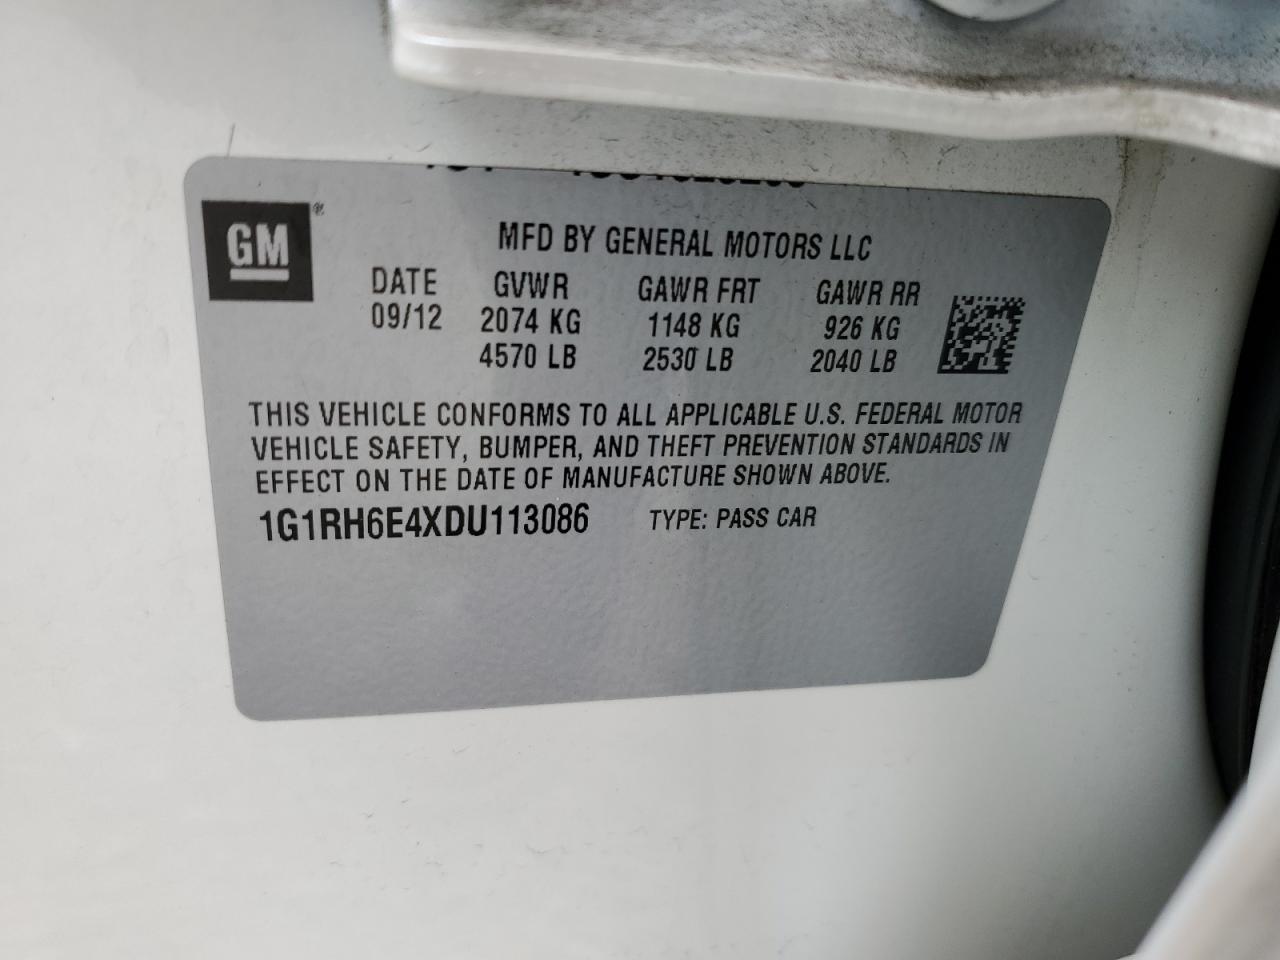 GM
®
MFD BY GENERAL MOTORS LLC
DATE GVWR GAWR FRT GAWR RR
09/12 2074 KG 1148 KG 926 KG
4570 LB 2530 LB 2040 LB
THIS VEHICLE CONFORMS TO ALL APPLICABLE U.S. FEDERAL MOTOR
VEHICLE SAFETY, BUMPER, AND THEFT PREVENTION STANDARDS IN
EFFECT ON THE DATE OF MANUFACTURE SHOWN ABOVE.
1G1RH6E4XDU113086 TYPE: PASS CAR